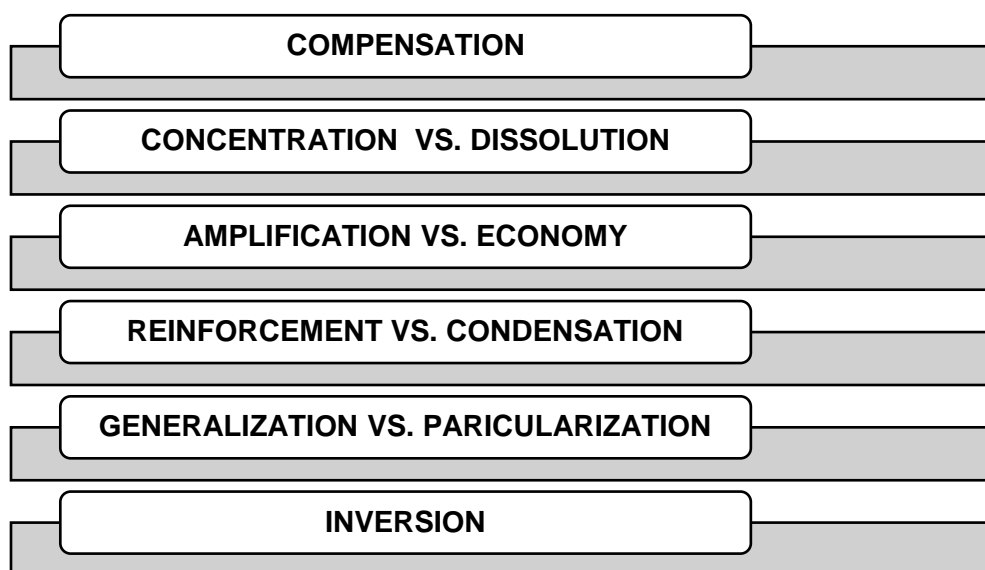 COMPENSATION
CONCENTRATION VS. DISSOLUTION
AMPLIFICATION VS. ECONOMY
REINFORCEMENT VS. CONDENSATION
GENERALIZATION VS. PARICULARIZATION
INVERSION